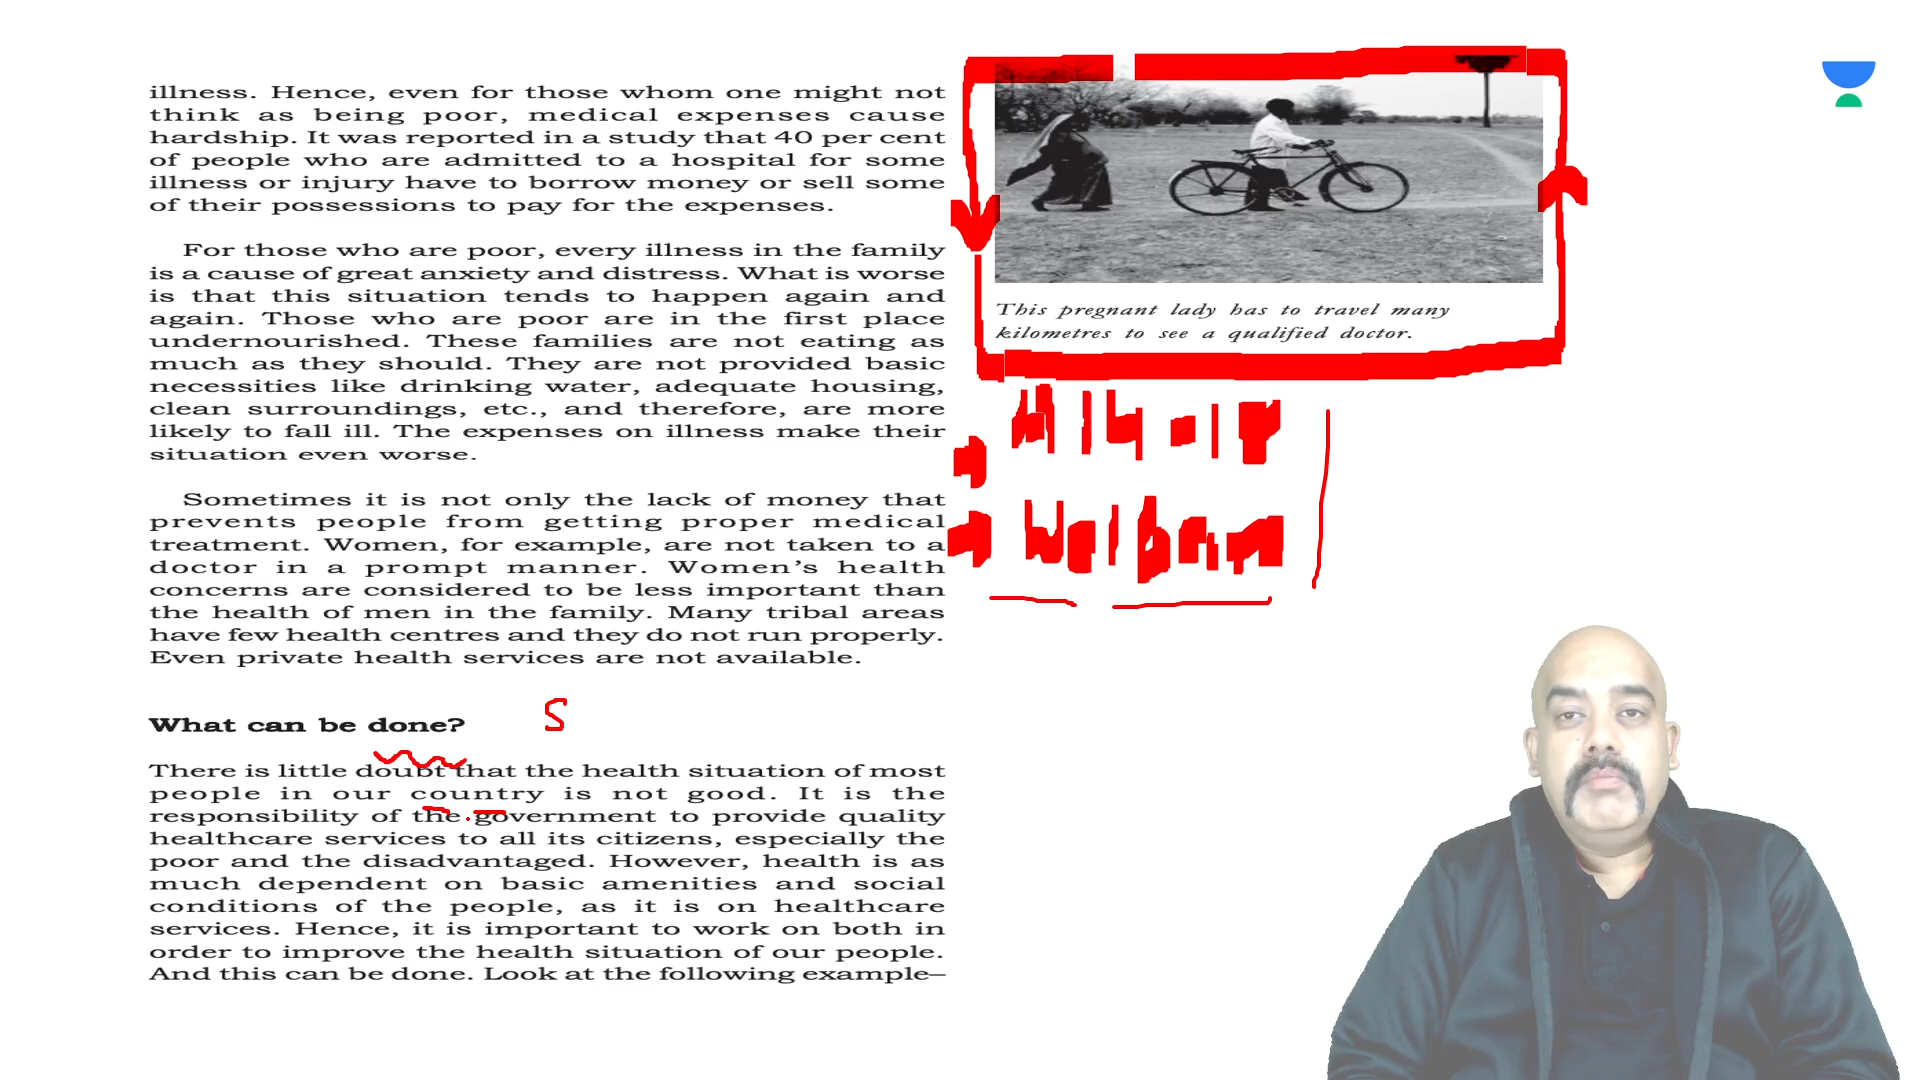 illness. Hence, even for those whom one might not
think as being poor, medical expenses cause
hardship. It was reported in a study that 40 per cent
of people who are admitted to a hospital for some
illness or injury have to borrow money or sell some
of their possessions to pay for the expenses.
For those who are poor, every illness in the family
is a cause of great anxiety and distress. What is worse
is that this situation tends to happen again and
again. Those who are poor are in the first place
undernourished. These families are not eating as
much as they should. They are not provided basic
necessities like drinking water, adequate housing,
clean surroundings, etc., and therefore, are more
likely to fall ill. The expenses on illness make their
situation even worse.
Sometimes it is not only the lack of money that
prevents people from getting proper medical
treatment. Women, for example, are not taken to a
doctor in a prompt manner. Women's health
concerns are considered to be less important than
the health of men in the family. Many tribal areas
have few health centres and they do not run properly.
Even private health services are not available.
What can be done?
S
There is little doubt that the health situation of most
people in our country is not good. It is the
responsibility of the government to provide quality
healthcare services to all its citizens, especially the
poor and the disadvantaged. However, health is as
much dependent on basic amenities and social
conditions of the people, as it is on healthcare
services. Hence, it is important to work on both in
order to improve the health situation of our people.
And this can be done. Look at the following example–
This pregnant lady has to travel many
kilometres to see a qualified doctor.